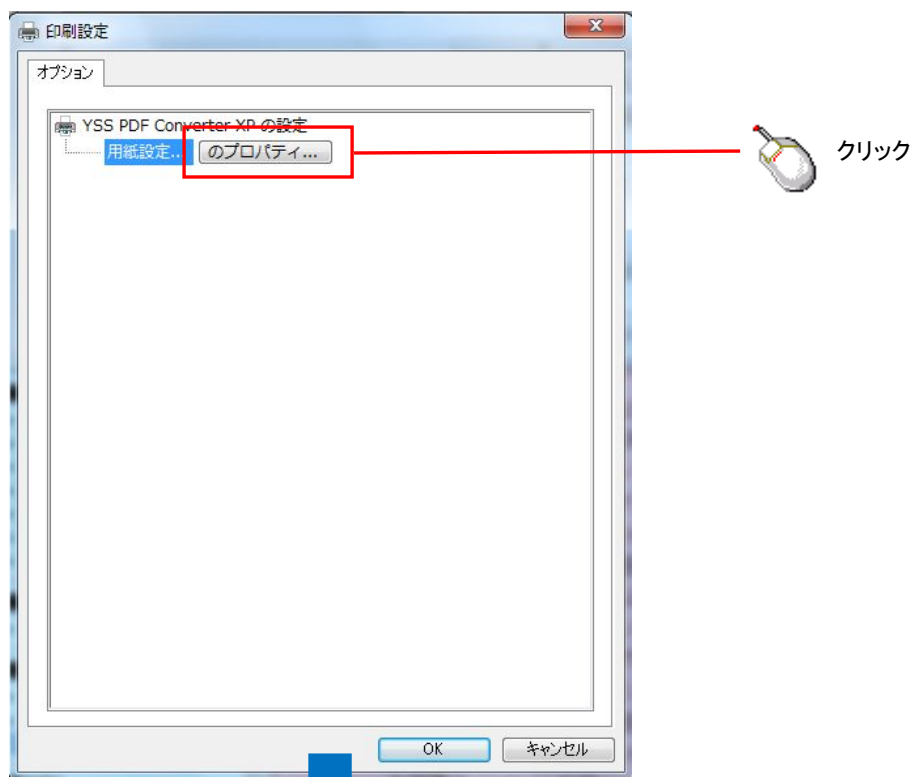 印刷設定
オプション
YSS PDF Converter XP の設定
用紙設定... のプロパティ...
クリック
OK キャンセル